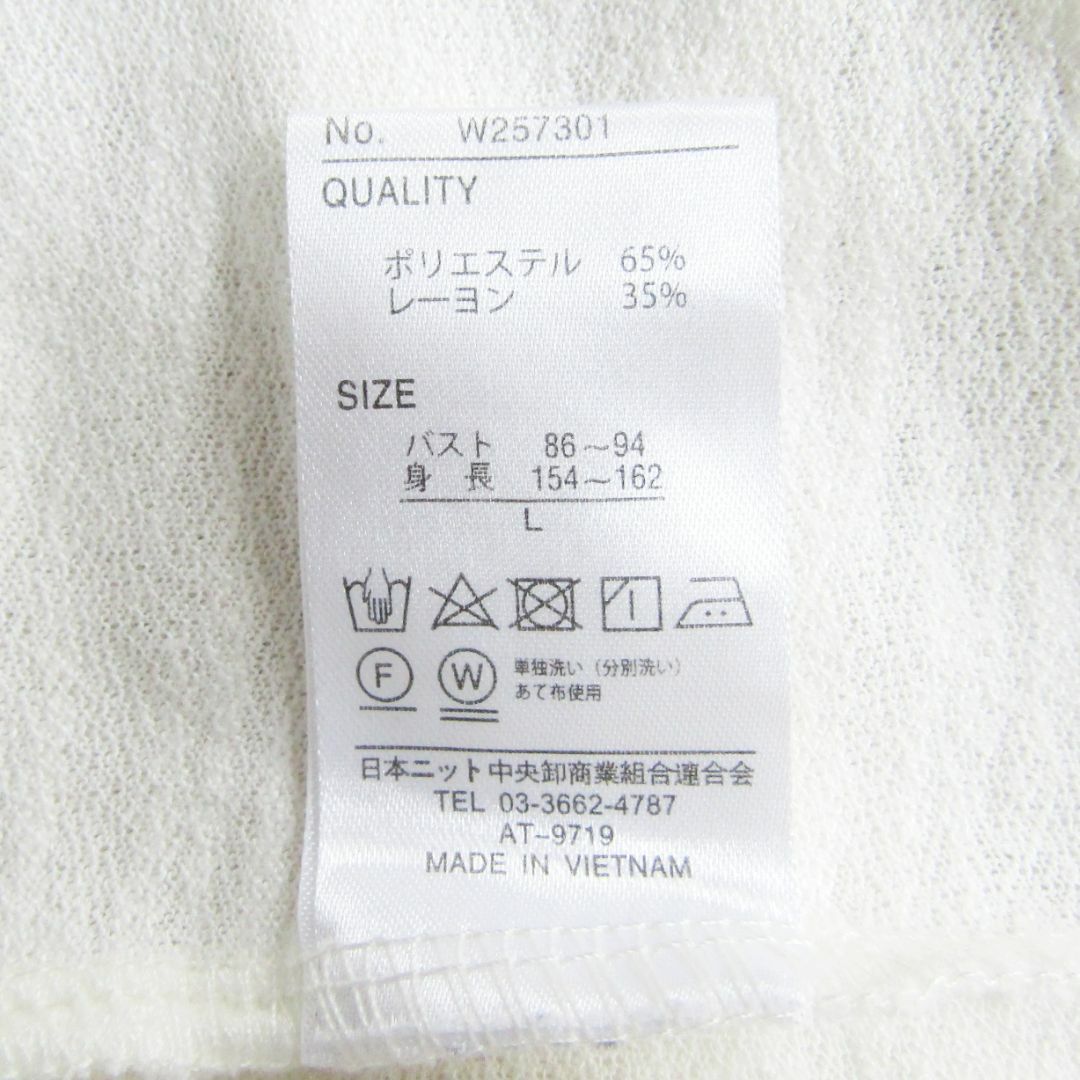 No. W257301
QUALITY
ポリエステル 65%
レーヨン 35%
SIZE
バスト 86～94
身長 154～162
L
F W 単独洗い（分別洗い）
あて布使用
日本ニット中央卸商業組合連合会
TEL 03-3662-4787
AT-9719
MADE IN VIETNAM